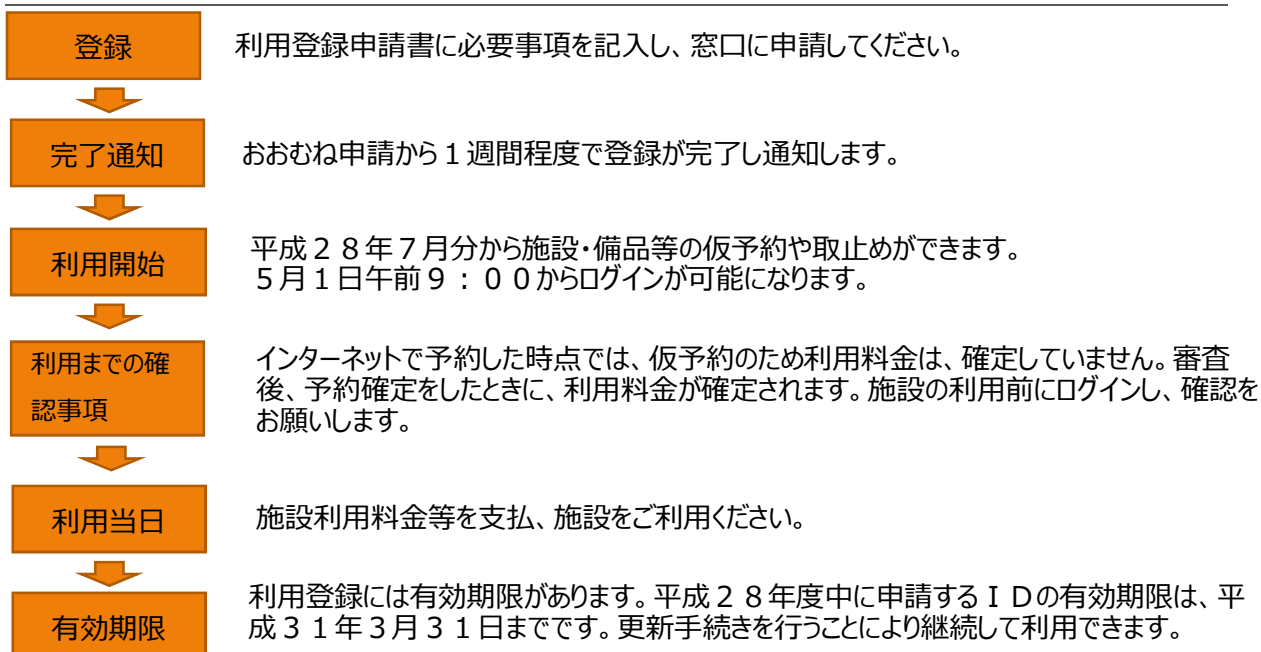 登録
利用登録申請書に必要事項を記入し、窓口に申請してください。
完了通知
おおむね申請から１週間程度で登録が完了し通知します。
利用開始
平成２８年７月分から施設・備品等の仮予約や取止めができます。
５月１日午前９：００からログインが可能になります。
利用までの確
認事項
インターネットで予約した時点では、仮予約のため利用料金は、確定していません。審査
後、予約確定をしたときに、利用料金が確定されます。施設の利用前にログインし、確認を
お願いします。
利用当日
施設利用料金等を支払、施設をご利用ください。
有効期限
利用登録には有効期限があります。平成２８年度中に申請するＩＤの有効期限は、平
成３１年３月３１日までです。更新手続きを行うことにより継続して利用できます。